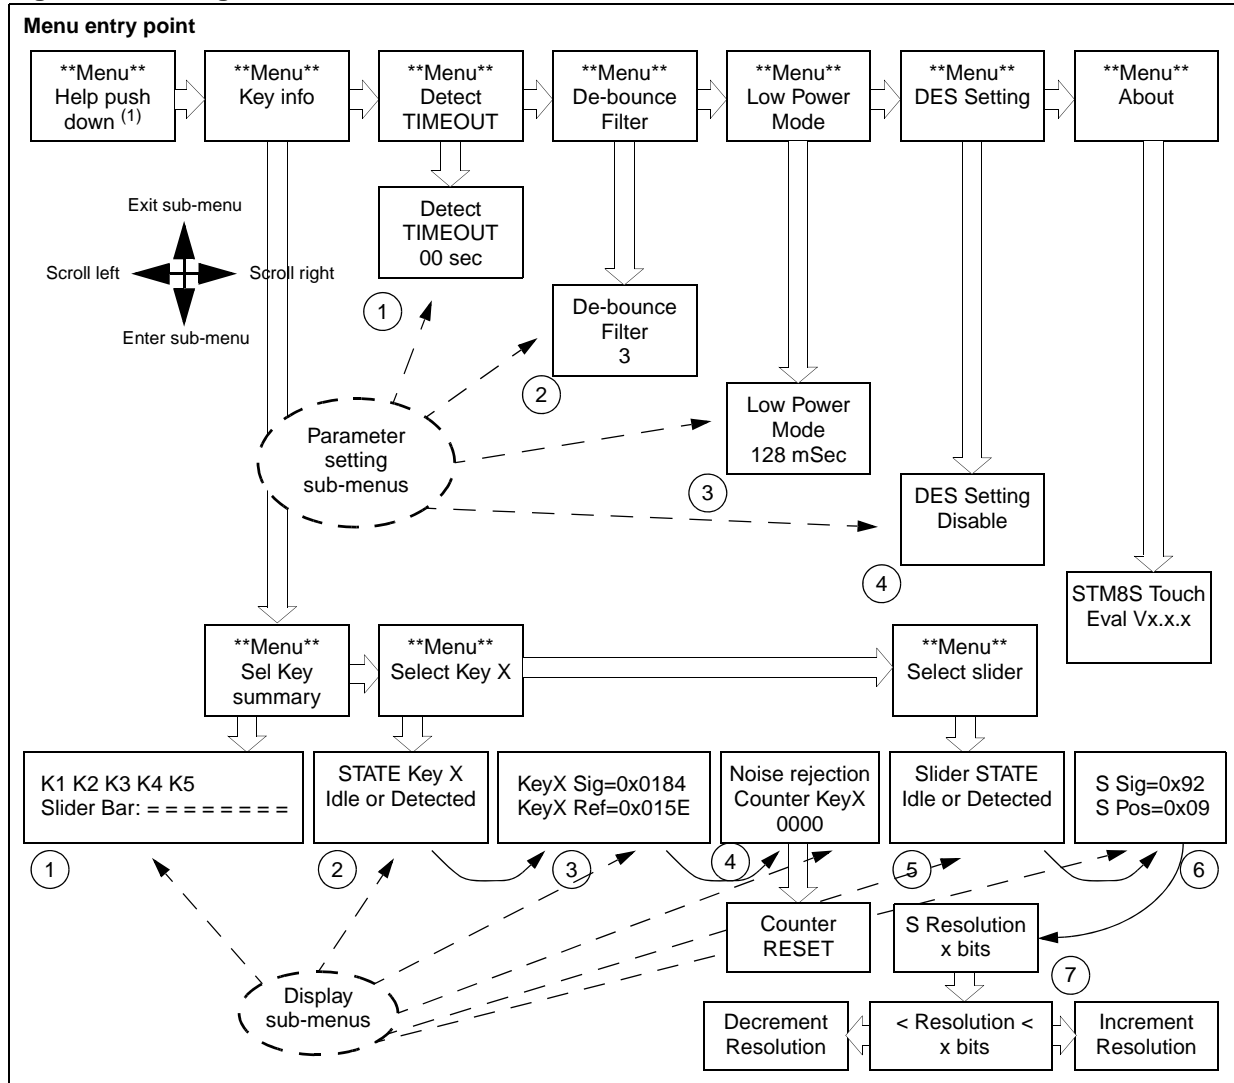 Menu entry point
**Menu**
Help push
down (1)
**Menu**
Key info
**Menu**
Detect
TIMEOUT
**Menu**
De-bounce
Filter
**Menu**
Low Power
Mode
**Menu**
DES Setting
**Menu**
About
Exit sub-menu
Scroll left
Scroll right
Enter sub-menu
Detect
TIMEOUT
00 sec
1
De-bounce
Filter
3
2
Low Power
Mode
128 mSec
3
Parameter
setting
sub-menus
DES Setting
Disable
4
STM8S Touch
Eval Vx.x.x
**Menu**
Sel Key
summary
**Menu**
Select Key X
**Menu**
Select slider
K1 K2 K3 K4 K5
Slider Bar: = = = = = = = =
1
STATE Key X
Idle or Detected
2
KeyX Sig=0x0184
KeyX Ref=0x015E
3
Noise rejection
Counter KeyX
0000
4
Slider STATE
Idle or Detected
5
S Sig=0x92
S Pos=0x09
6
Counter
RESET
S Resolution
x bits
7
Display
sub-menus
Decrement
Resolution
< Resolution <
x bits
Increment
Resolution